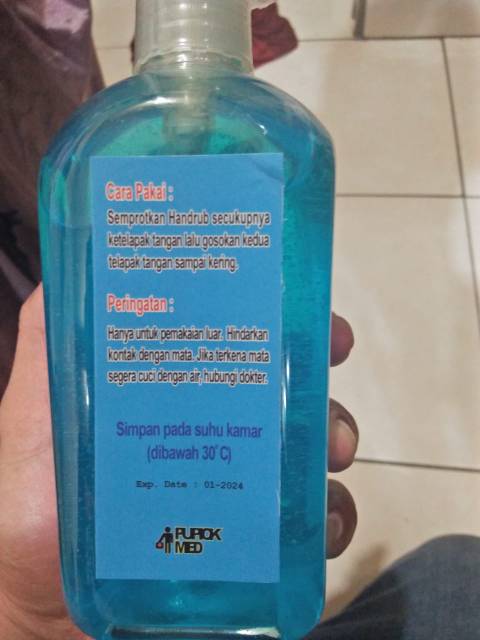 Cara Pakai :
Semprotkan Handrub secukupnya
ketelapak tangan lalu gosokan kedua
telapak tangan sampai kering.
Peringatan :
Hanya untuk pemakaian luar. Hindarkan
kontak dengan mata. Jika terkena mata
segera cuci dengan air, hubungi dokter.
Simpan pada suhu kamar
(dibawah 30°C)
Exp. Date : 01-2024
PUPIOK
MED